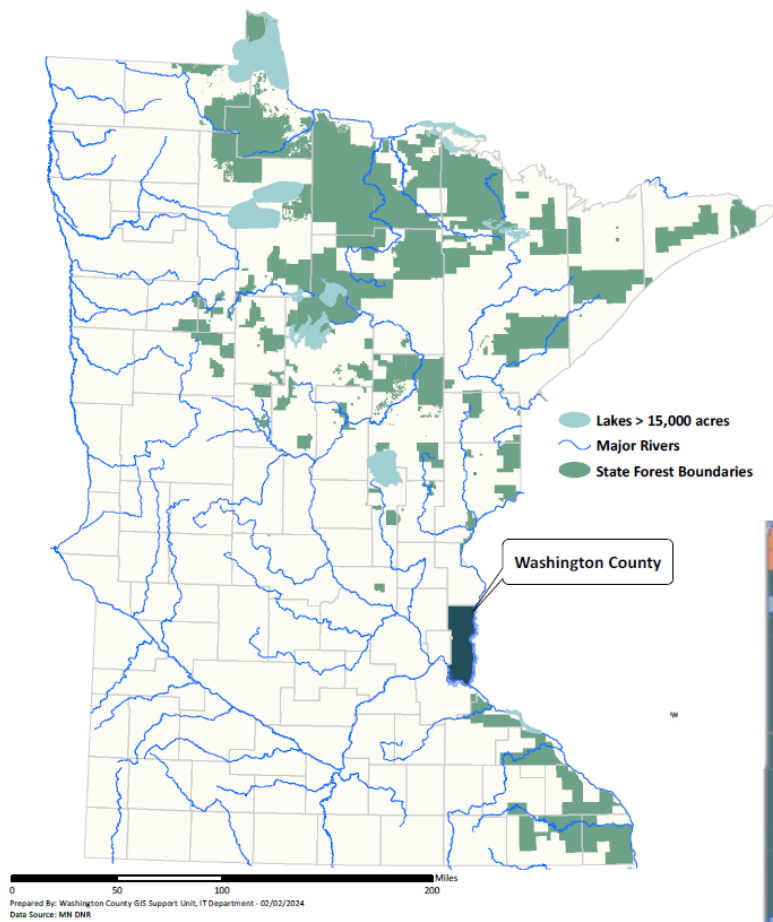 Lakes > 15,000 acres
Major Rivers
State Forest Boundaries
Washington County
Miles
0 50 100 200
Prepared By: Washington County GIS Support Unit, IT Department - 02/02/2024
Data Source: MN DNR